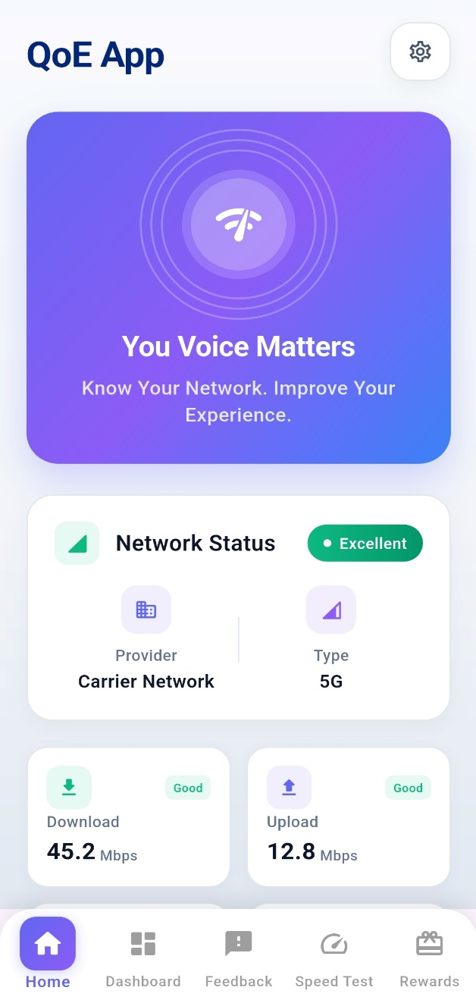 QoE App
You Voice Matters
Know Your Network. Improve Your
Experience.
Network Status
Excellent
Provider
Carrier Network
Type
5G
Good
Download
45.2 Mbps
Good
Upload
12.8 Mbps
Home
Dashboard
Feedback
Speed Test
Rewards